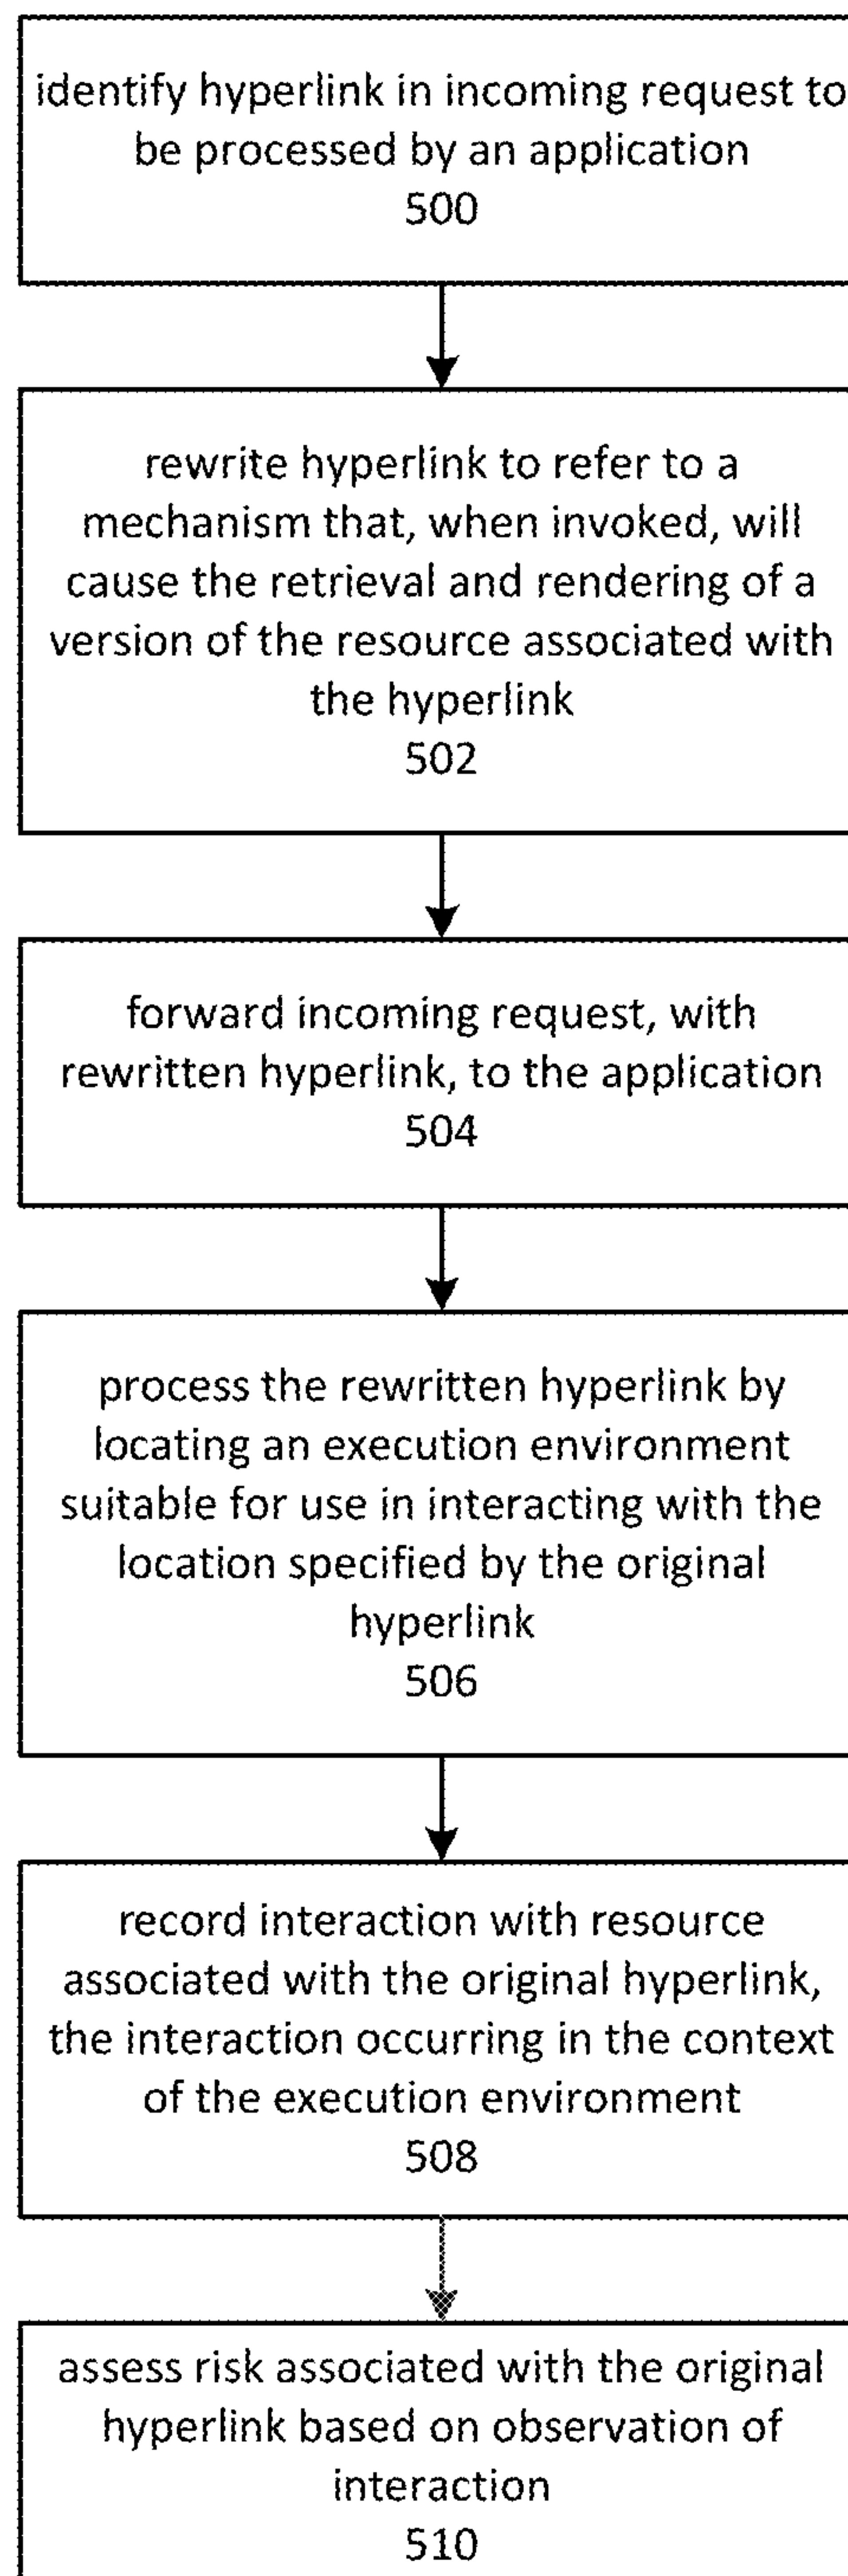 identify hyperlink in incoming request to
be processed by an application
500
rewrite hyperlink to refer to a
mechanism that, when invoked, will
cause the retrieval and rendering of a
version of the resource associated with
the hyperlink
502
forward incoming request, with
rewritten hyperlink, to the application
504
process the rewritten hyperlink by
locating an execution environment
suitable for use in interacting with the
location specified by the original
hyperlink
506
record interaction with resource
associated with the original hyperlink,
the interaction occurring in the context
of the execution environment
508
assess risk associated with the original
hyperlink based on observation of
interaction
510